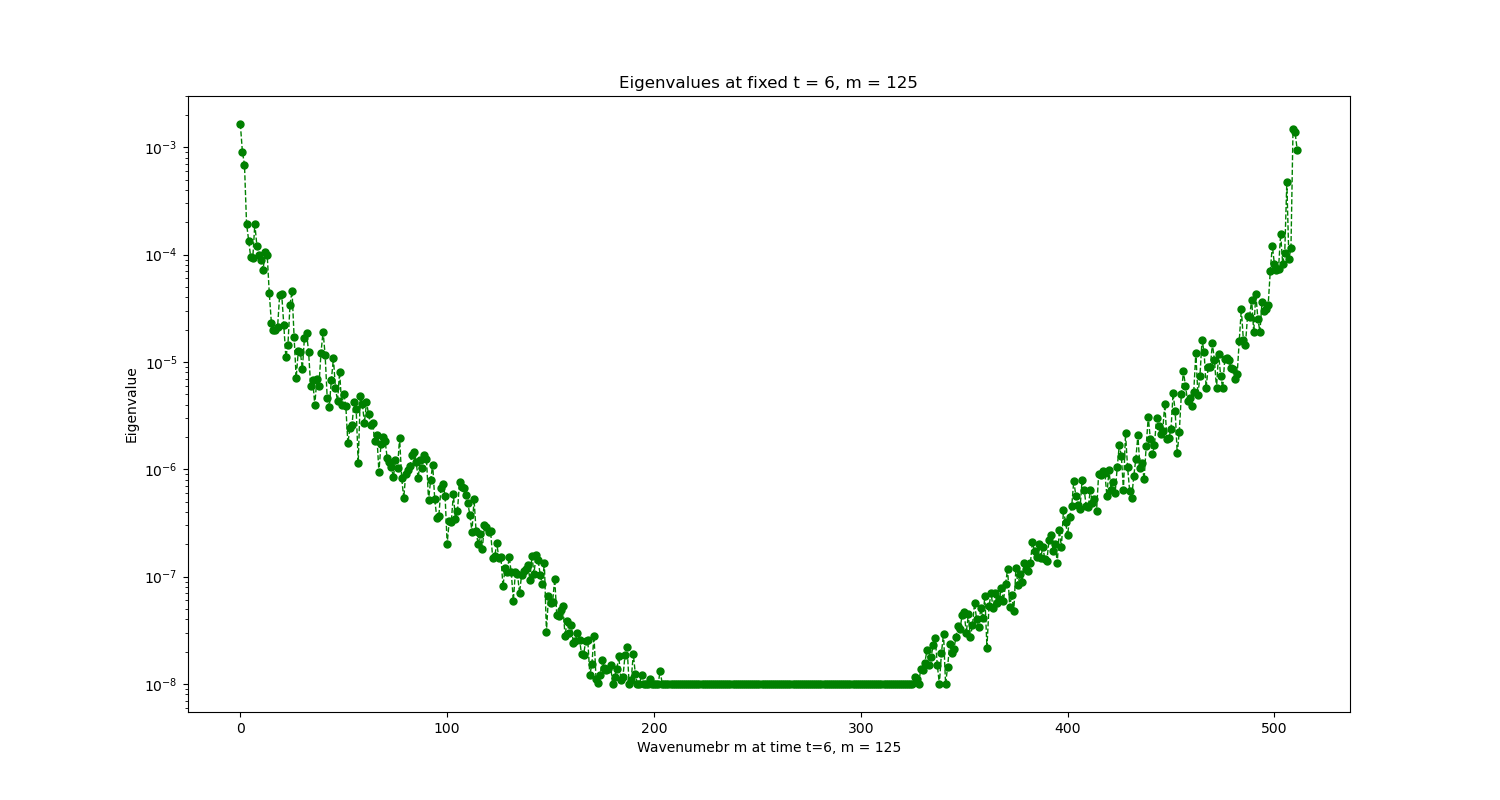 Eigenvalues at fixed t = 6, m = 125
10⁻³
10⁻⁴
10⁻⁵
10⁻⁶
10⁻⁷
10⁻⁸
Eigenvalue
0 100 200 300 400 500
Wavenumebr m at time t=6, m = 125